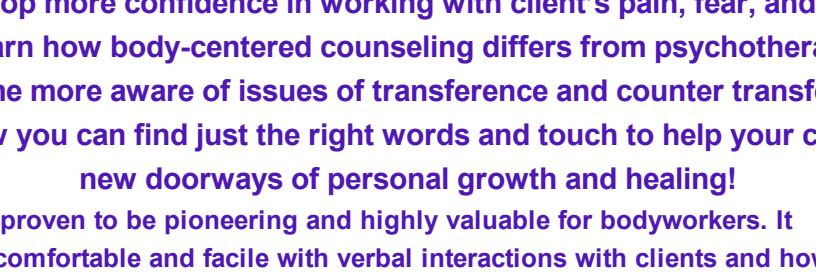 op more confidence in working with client's pain, fear, and
arn how body-centered counseling differs from psychothera
ne more aware of issues of transference and counter transf
you can find just the right words and touch to help your c
new doorways of personal growth and healing!
proven to be pioneering and highly valuable for bodyworkers. It
comfortable and facile with verbal interactions with clients and how